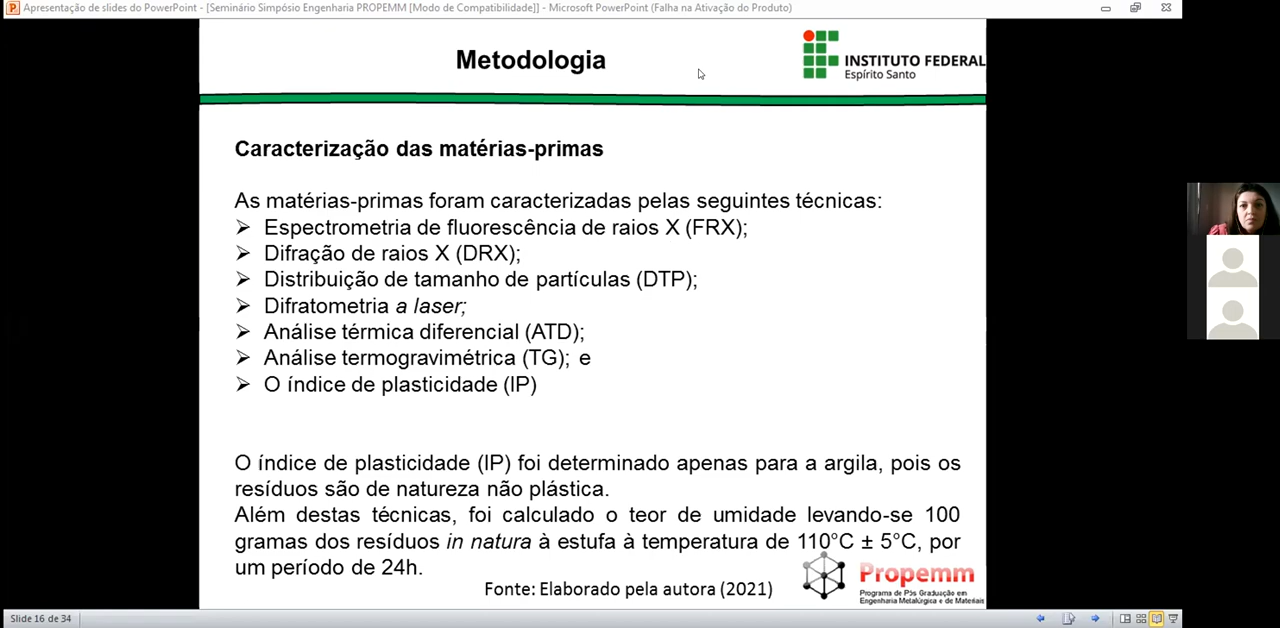 Apresentação de slides do PowerPoint - [Seminário Simpósio Engenharia PROPEMM [Modo de Compatibilidade]] - Microsoft PowerPoint (Falha na Ativação do Produto)
Metodologia
INSTITUTO FEDERAL
Espírito Santo
Caracterização das matérias-primas
As matérias-primas foram caracterizadas pelas seguintes técnicas:
➢ Espectrometria de fluorescência de raios X (FRX);
➢ Difração de raios X (DRX);
➢ Distribuição de tamanho de partículas (DTP);
➢ Difratometria a laser;
➢ Análise térmica diferencial (ATD);
➢ Análise termogravimétrica (TG); e
➢ O índice de plasticidade (IP)
O índice de plasticidade (IP) foi determinado apenas para a argila, pois os
resíduos são de natureza não plástica.
Além destas técnicas, foi calculado o teor de umidade levando-se 100
gramas dos resíduos in natura à estufa à temperatura de 110°C ± 5°C, por
um período de 24h.
Fonte: Elaborado pela autora (2021)
Propemm
Programa de Pós Graduação em
Engenharia Metalúrgica e de Materiais
Slide 16 de 34